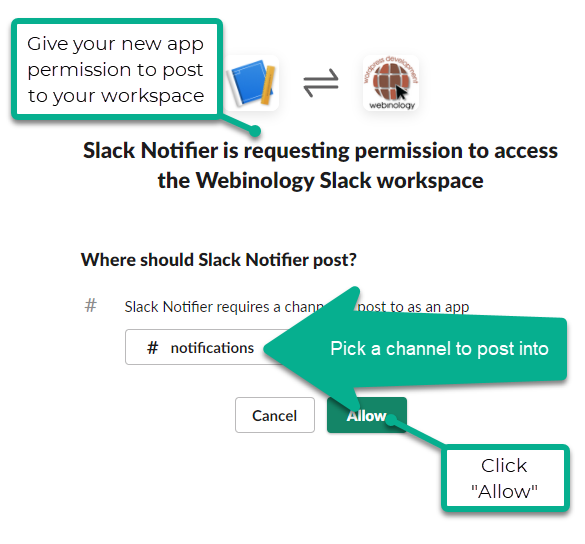 Give your new app
permission to post
to your workspace
wordpress development
webinology
Slack Notifier is requesting permission to access
the Webinology Slack workspace
Where should Slack Notifier post?
# Slack Notifier requires a chann post to as an app
# notifications
Pick a channel to post into
Cancel
Allow
Click
"Allow"